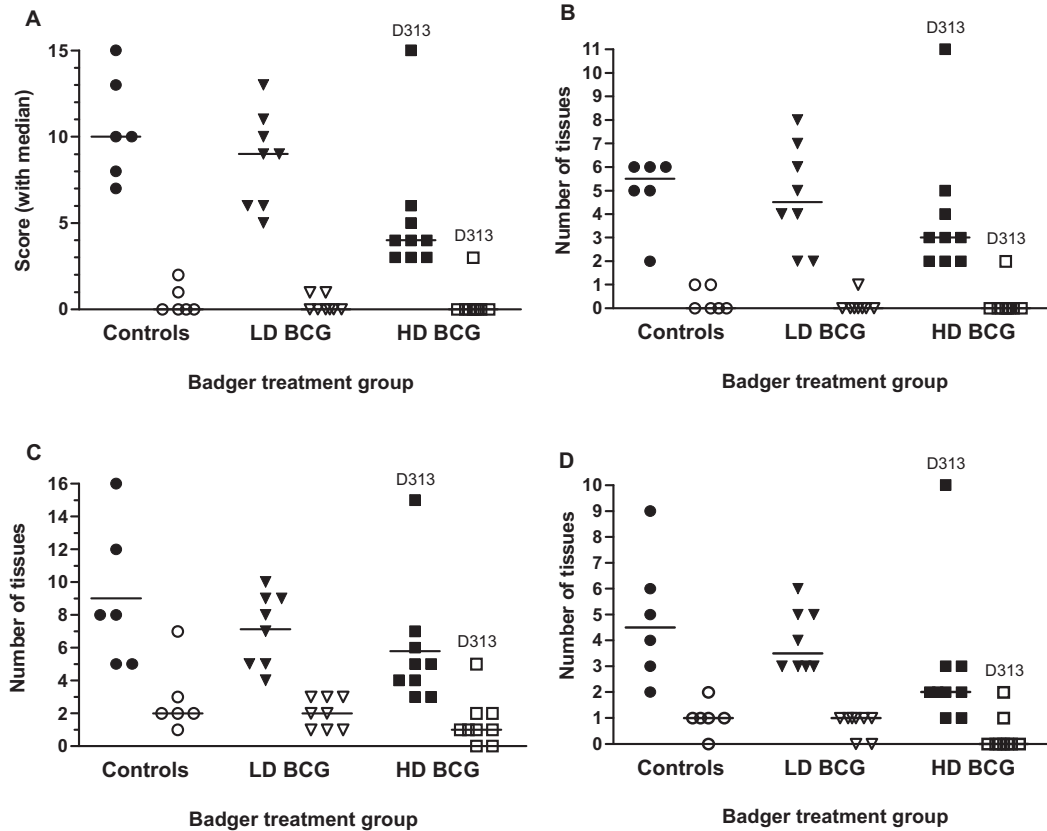 A
D313
Score (with median)
15
10
5
0
D313
Controls
LD BCG
HD BCG
Badger treatment group
B
D313
Number of tissues
11
10
9
8
7
6
5
4
3
2
1
0
D313
Controls
LD BCG
HD BCG
Badger treatment group
C
D313
Number of tissues
16
14
12
10
8
6
4
2
0
D313
Controls
LD BCG
HD BCG
Badger treatment group
D
D313
Number of tissues
10
9
8
7
6
5
4
3
2
1
0
D313
Controls
LD BCG
HD BCG
Badger treatment group